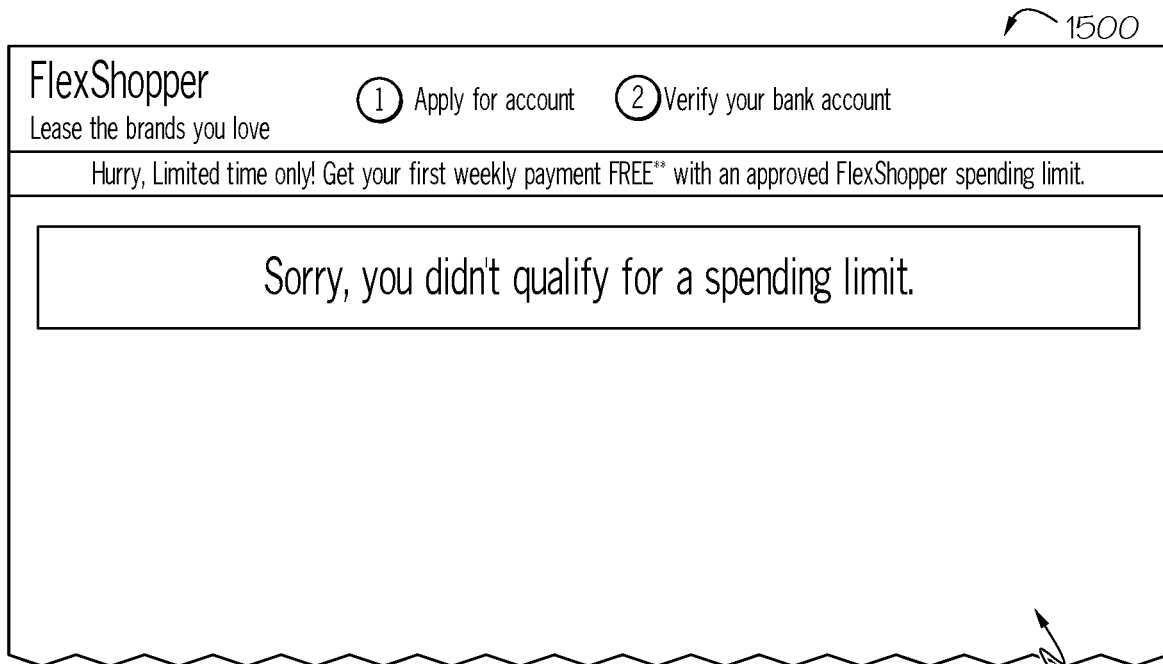 1500
FlexShopper
Lease the brands you love
1 Apply for account 2 Verify your bank account
Hurry, Limited time only! Get your first weekly payment FREE** with an approved FlexShopper spending limit.
Sorry, you didn't qualify for a spending limit.